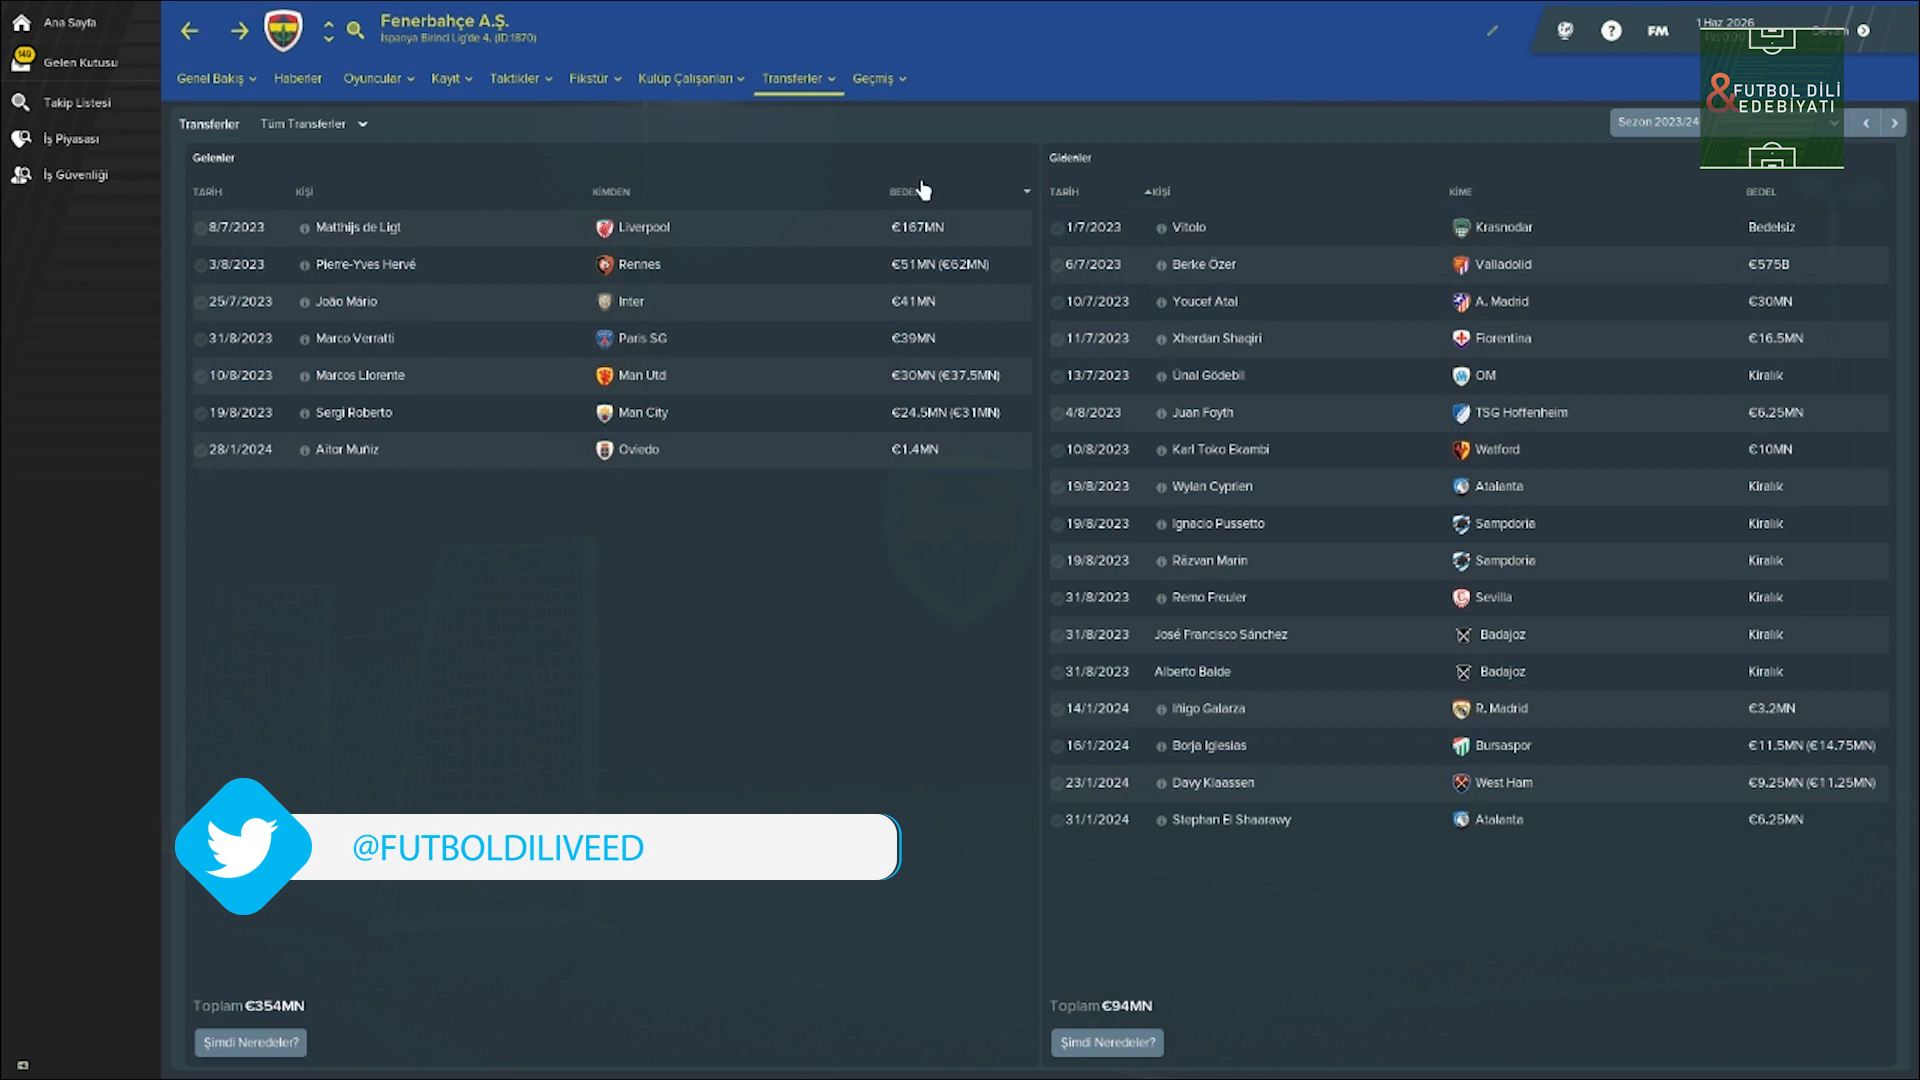 Ana Sayfa
149
Gelen Kutusu
Takip Listesi
İş Piyasası
İş Güvenliği
Fenerbahçe A.Ş.
İspanya Birinci Lig'de 4. (ID:1870)
FM
1 Haz 2026
Devam
Genel Bakış Haberler Oyuncular Kayıt Taktikler Fikstür Kulüp Çalışanları Transferler Geçmiş
& FUTBOL DİLİ
EDEBİYATI
Transferler Tüm Transferler
Sezon 2023/24
Gelenler
TARİH KİŞİ KİMDEN
8/7/2023 Matthijs de Ligt Liverpool €167MN
3/8/2023 Pierre-Yves Hervé Rennes €51MN (€62MN)
25/7/2023 João Mário Inter €41MN
31/8/2023 Marco Verratti Paris SG €39MN
10/8/2023 Marcos Llorente Man Utd €30MN (€37.5MN)
19/8/2023 Sergi Roberto Man City €24.5MN (€31MN)
28/1/2024 Aitor Muñiz Oviedo €1.4MN
Toplam €354MN
Şimdi Neredeler?
Gidenler
TARİH KİŞİ KİME BEDEL
1/7/2023 Vitolo Krasnodar Bedelsiz
6/7/2023 Berke Özer Valladolid €575B
10/7/2023 Youcef Atal A. Madrid €30MN
11/7/2023 Xherdan Shaqiri Fiorentina €16.5MN
13/7/2023 Ünal Gödebil OM Kiralık
4/8/2023 Juan Foyth TSG Hoffenheim €6.25MN
10/8/2023 Karl Toko Ekambi Watford €10MN
19/8/2023 Wylan Cyprien Atalanta Kiralık
19/8/2023 Ignacio Pussetto Sampdoria Kiralık
19/8/2023 Răzvan Marin Sampdoria Kiralık
31/8/2023 Remo Freuler Sevilla Kiralık
31/8/2023 José Francisco Sánchez Badajoz Kiralık
31/8/2023 Alberto Balde Badajoz Kiralık
14/1/2024 Iñigo Galarza R. Madrid €3.2MN
16/1/2024 Borja Iglesias Bursaspor €11.5MN (€14.75MN)
23/1/2024 Davy Klaassen West Ham €9.25MN (€11.25MN)
31/1/2024 Stephan El Shaarawy Atalanta €6.25MN
Toplam €94MN
Şimdi Neredeler?
@FUTBOLDILIVEED